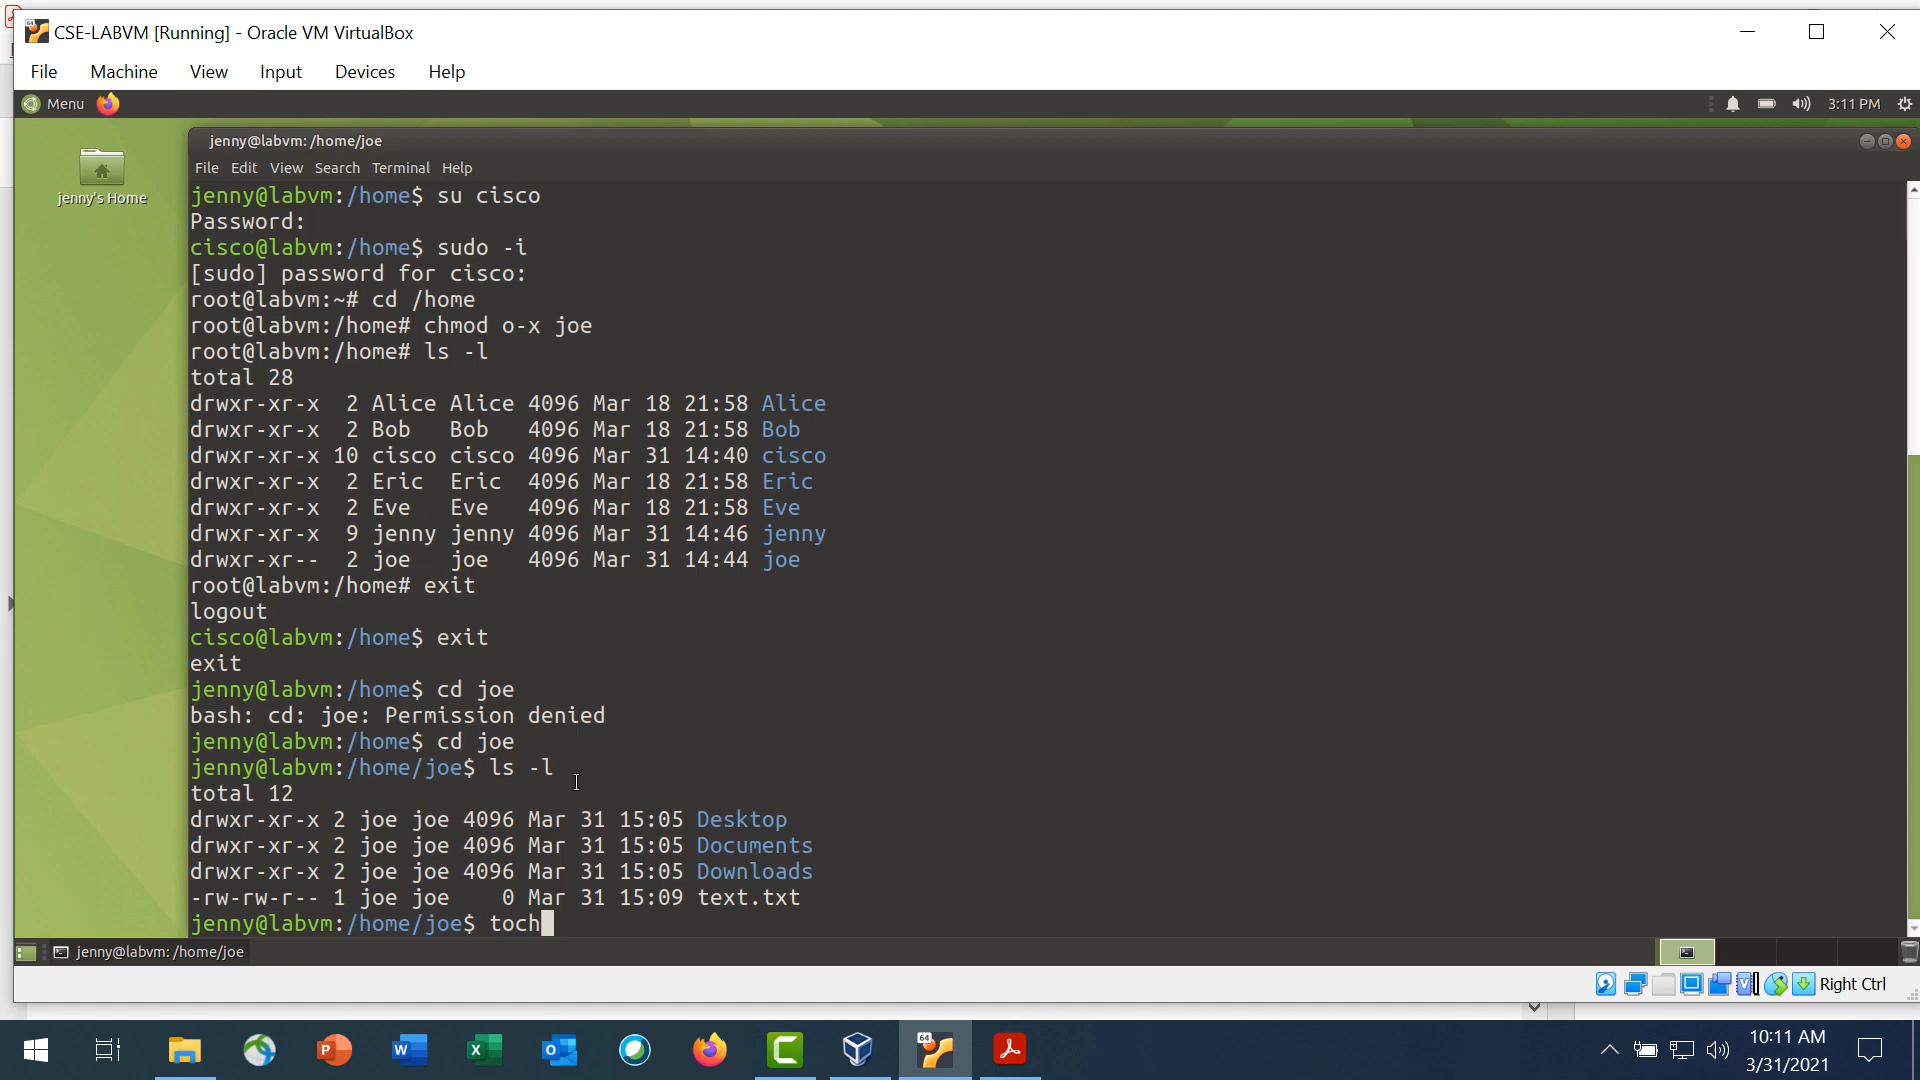 CSE-LABVM [Running] - Oracle VM VirtualBox
File Machine View Input Devices Help
Menu 3:11 PM
jenny@labvm: /home/joe
File Edit View Search Terminal Help
jenny's Home
jenny@labvm:/home$ su cisco
Password:
cisco@labvm:/home$ sudo -i
[sudo] password for cisco:
root@labvm:~# cd /home
root@labvm:/home# chmod o-x joe
root@labvm:/home# ls -l
total 28
drwxr-xr-x  2 Alice Alice 4096 Mar 18 21:58 Alice
drwxr-xr-x  2 Bob   Bob   4096 Mar 18 21:58 Bob
drwxr-xr-x 10 cisco cisco 4096 Mar 31 14:40 cisco
drwxr-xr-x  2 Eric  Eric  4096 Mar 18 21:58 Eric
drwxr-xr-x  2 Eve   Eve   4096 Mar 18 21:58 Eve
drwxr-xr-x  9 jenny jenny 4096 Mar 31 14:46 jenny
drwxr-xr--  2 joe   joe   4096 Mar 31 14:44 joe
root@labvm:/home# exit
logout
cisco@labvm:/home$ exit
exit
jenny@labvm:/home$ cd joe
bash: cd: joe: Permission denied
jenny@labvm:/home$ cd joe
jenny@labvm:/home/joe$ ls -l
total 12
drwxr-xr-x 2 joe joe 4096 Mar 31 15:05 Desktop
drwxr-xr-x 2 joe joe 4096 Mar 31 15:05 Documents
drwxr-xr-x 2 joe joe 4096 Mar 31 15:05 Downloads
-rw-rw-r-- 1 joe joe    0 Mar 31 15:09 text.txt
jenny@labvm:/home/joe$ toch
jenny@labvm: /home/joe
Right Ctrl
64
10:11 AM
3/31/2021